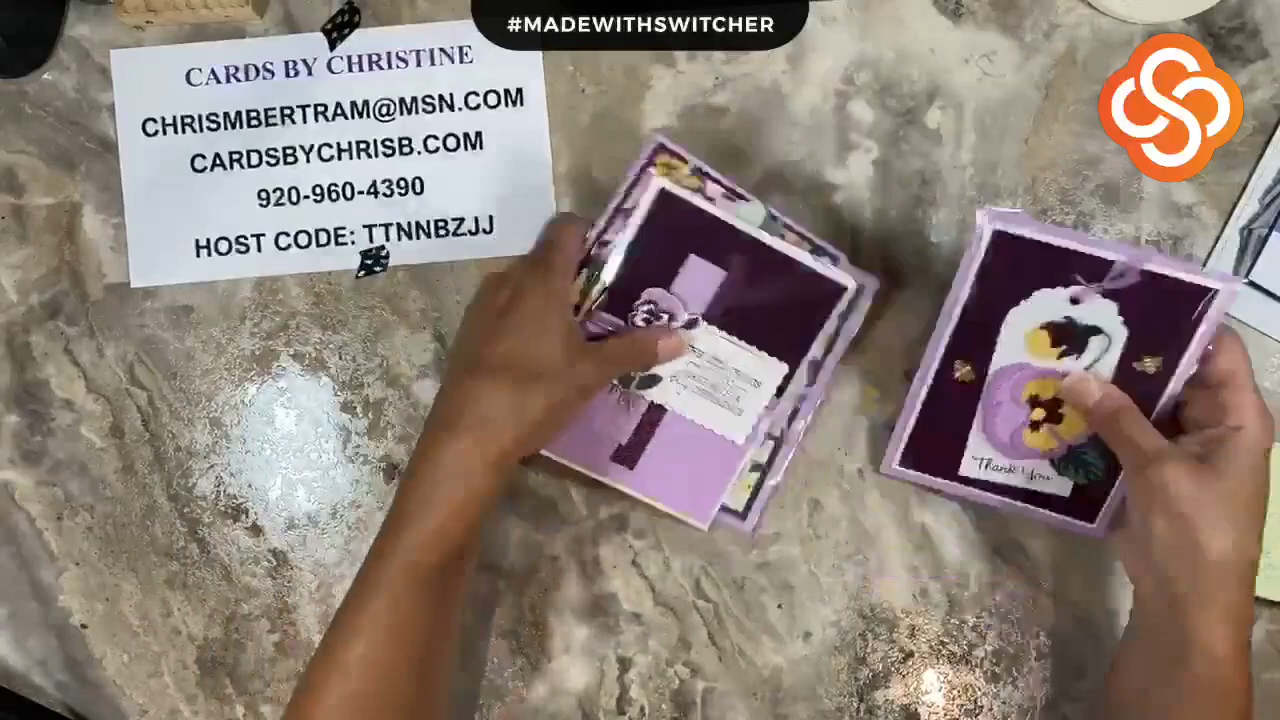 #MADEWITHSWITCHER
CARDS BY CHRISTINE
CHRISMBERTRAM@MSN.COM
CARDSBYCHRISB.COM
920-960-4390
HOST CODE: TTNNBZJJ
Thank You